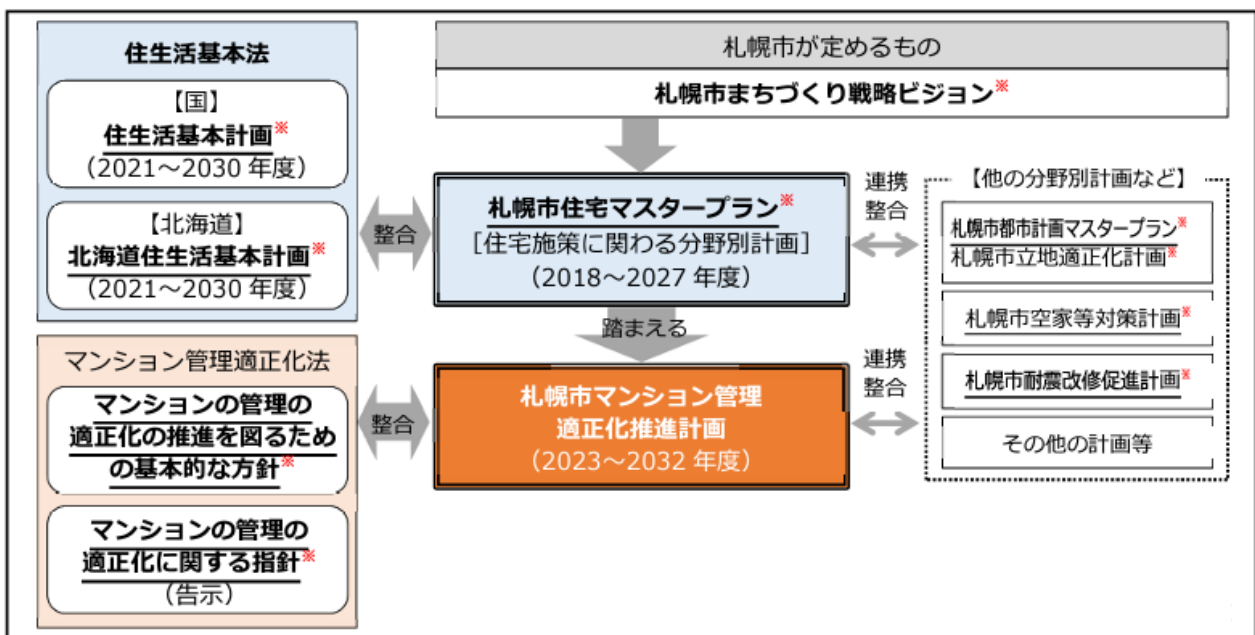 住生活基本法
【国】
住生活基本計画※
（2021～2030 年度）
【北海道】
北海道住生活基本計画※
（2021～2030 年度）
マンション管理適正化法
マンションの管理の
適正化の推進を図るため
の基本的な方針※
マンションの管理の
適正化に関する指針※
（告示）
整合
整合
札幌市が定めるもの
札幌市まちづくり戦略ビジョン※
札幌市住宅マスタープラン※
［住宅施策に関わる分野別計画］
（2018～2027 年度）
踏まえる
札幌市マンション管理
適正化推進計画
（2023～2032 年度）
連携
整合
連携
整合
【他の分野別計画など】
札幌市都市計画マスタープラン※
札幌市立地適正化計画※
札幌市空家等対策計画※
札幌市耐震改修促進計画※
その他の計画等